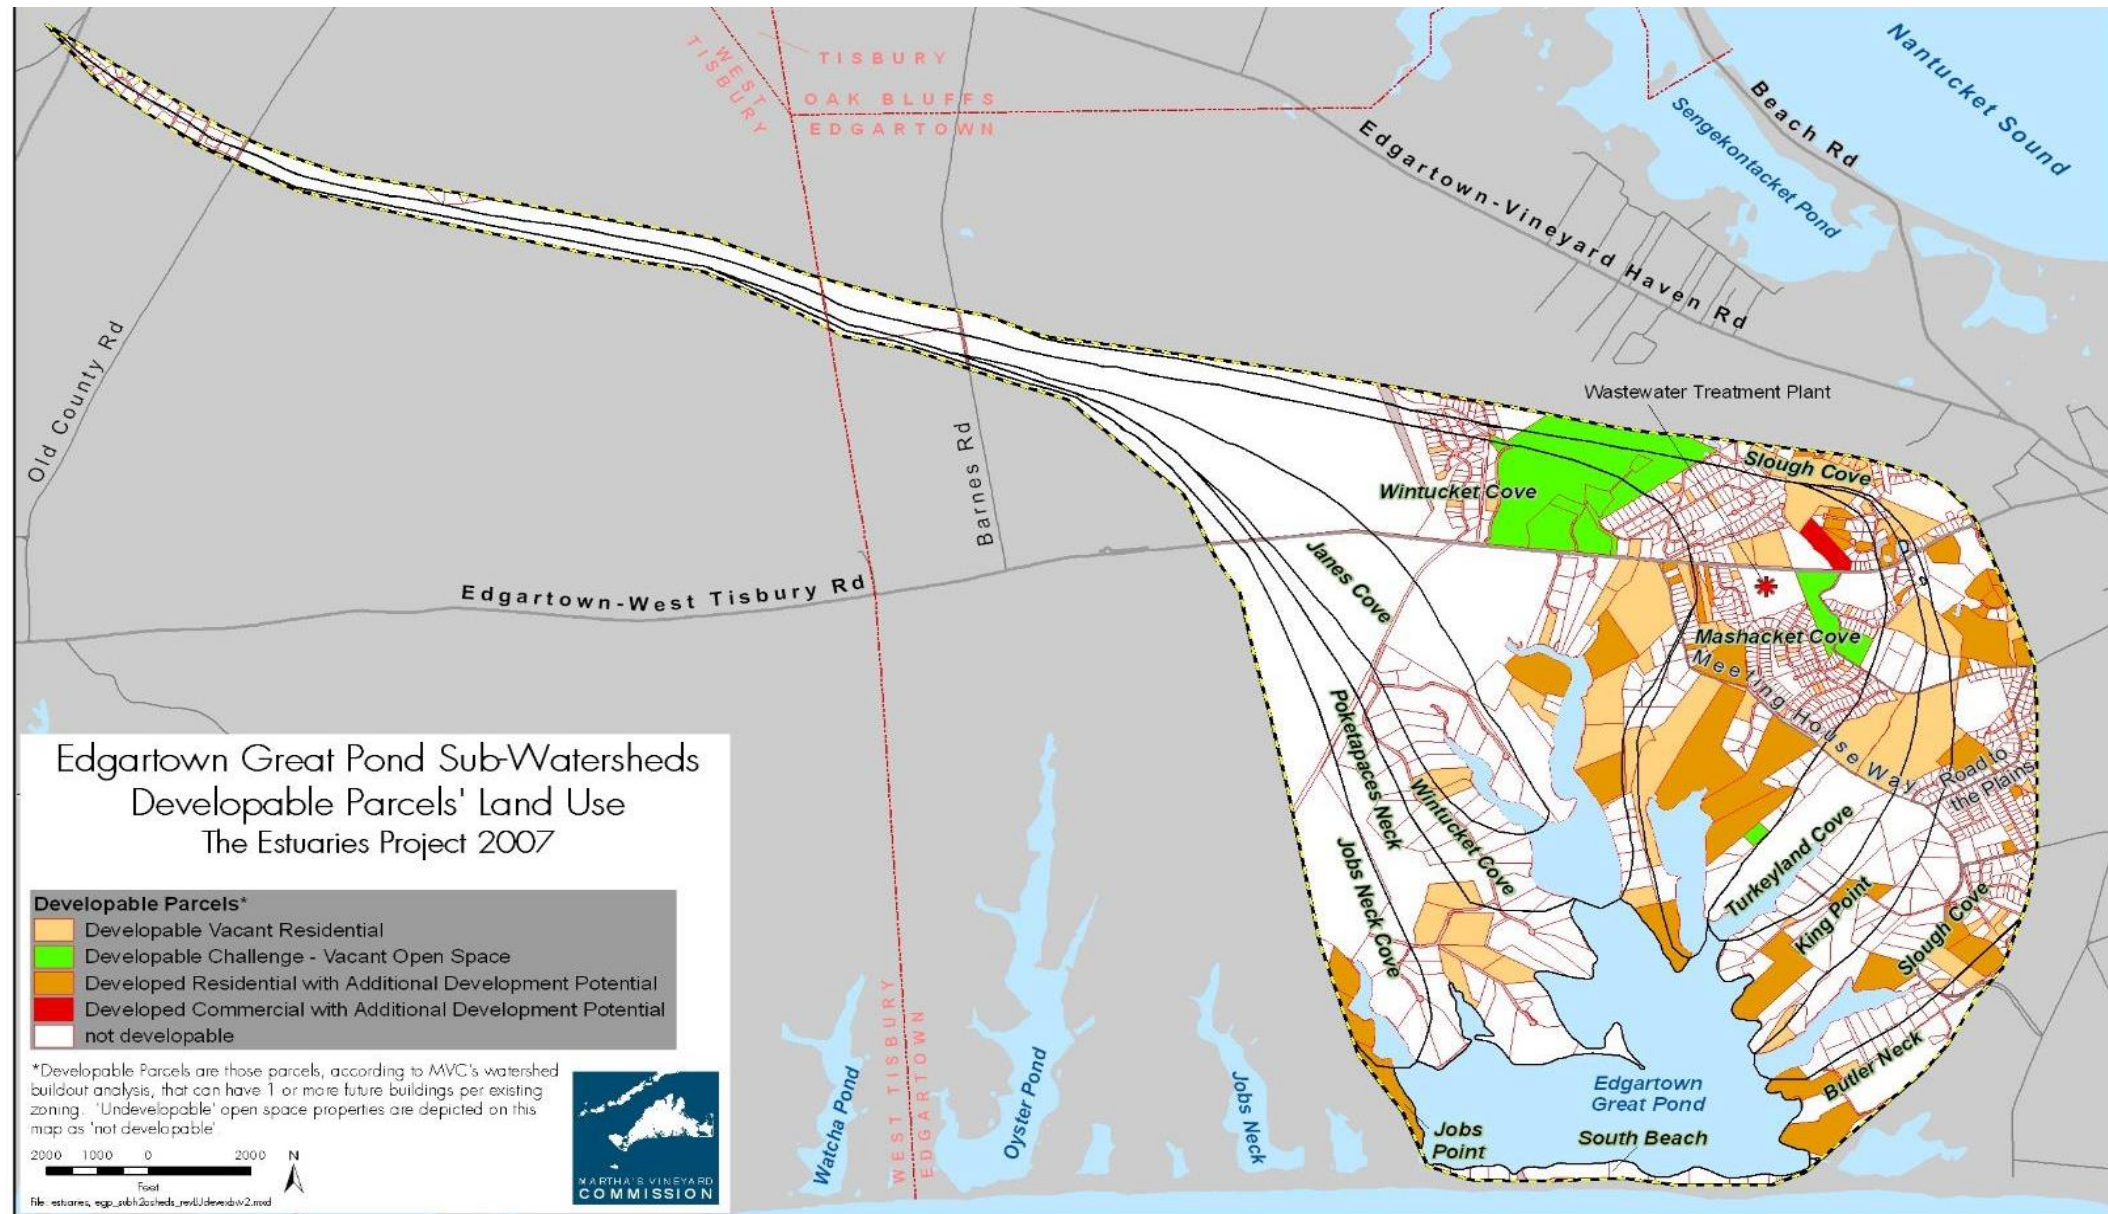 Nantucket Sound
Beach Rd
Sengekontacket Pond
Edgartown-Vineyard Haven Rd
TISBURY
WEST
TISBURY
OAK BLUFFS
EDGARTOWN
Old County Rd
Barnes Rd
Wastewater Treatment Plant
Slough Cove
Wintucket Cove
Janes Cove
Edgartown-West Tisbury Rd
Mashacket Cove
Meeting House Way
Road to
the Plains
Poketapaces Neck
Wintucket Cove
Jobs Neck Cove
Turkeyland Cove
King Point
Slough Cove
Butler Neck
Edgartown
Great Pond
South Beach
Jobs
Point
Jobs Neck
Oyster Pond
Watcha Pond
WEST TISBURY
EDGARTOWN
Edgartown Great Pond Sub-Watersheds
Developable Parcels' Land Use
The Estuaries Project 2007
Developable Parcels*
Developable Vacant Residential
Developable Challenge - Vacant Open Space
Developed Residential with Additional Development Potential
Developed Commercial with Additional Development Potential
not developable
*Developable Parcels are those parcels, according to MVC's watershed
buildout analysis, that can have 1 or more future buildings per existing
zoning. 'Undevelopable' open space properties are depicted on this
map as 'not developable'.
2000 1000 0 2000 N
Feet
MARTHA'S VINEYARD
COMMISSION